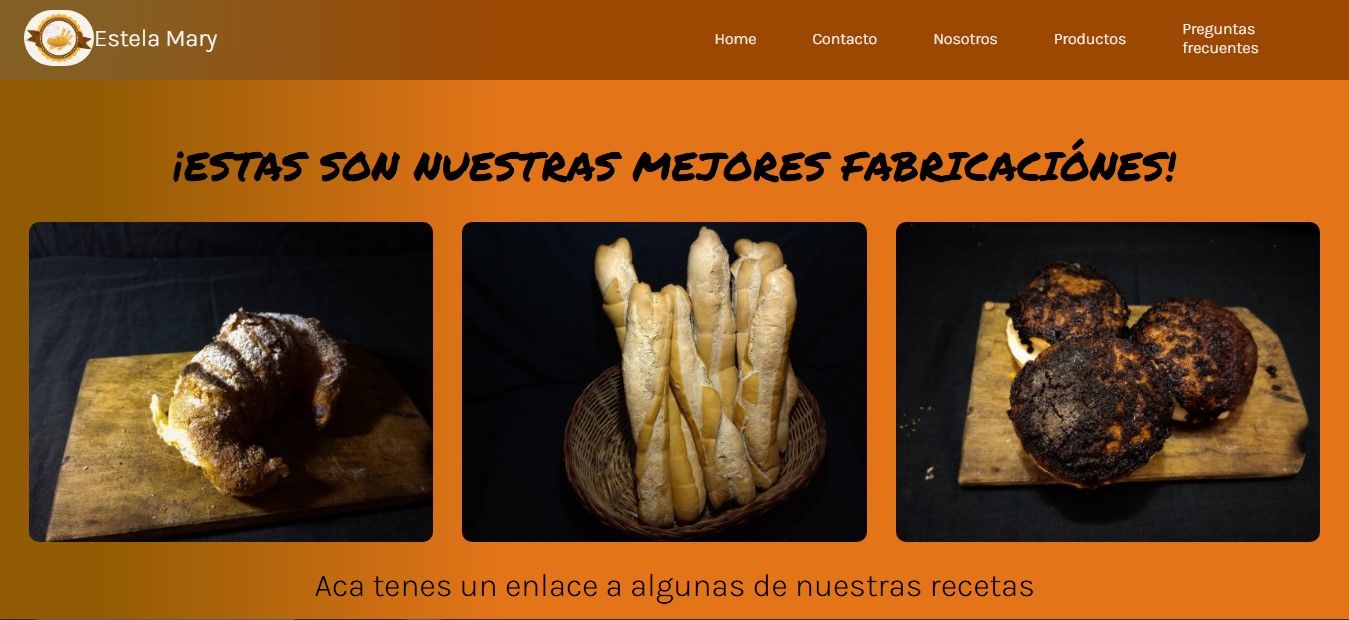 Estela Mary
Home
Contacto
Nosotros
Productos
Preguntas
frecuentes
¡ESTAS SON NUESTRAS MEJORES FABRICACIÓNES!
Aca tenes un enlace a algunas de nuestras recetas